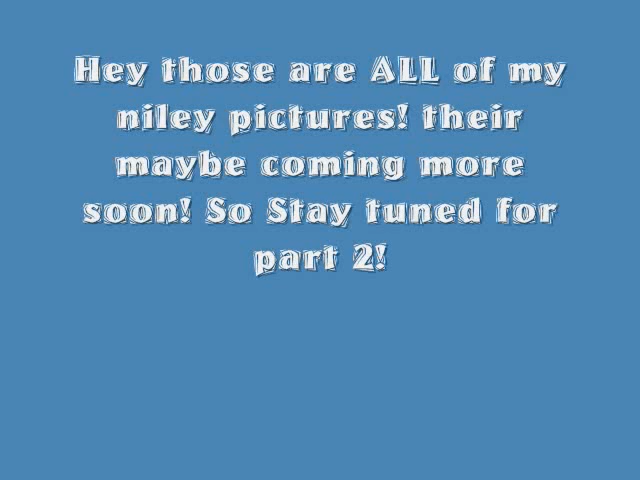 Hey those are ALL of my
niley pictures! their
maybe coming more
soon! So Stay tuned for
part 2!